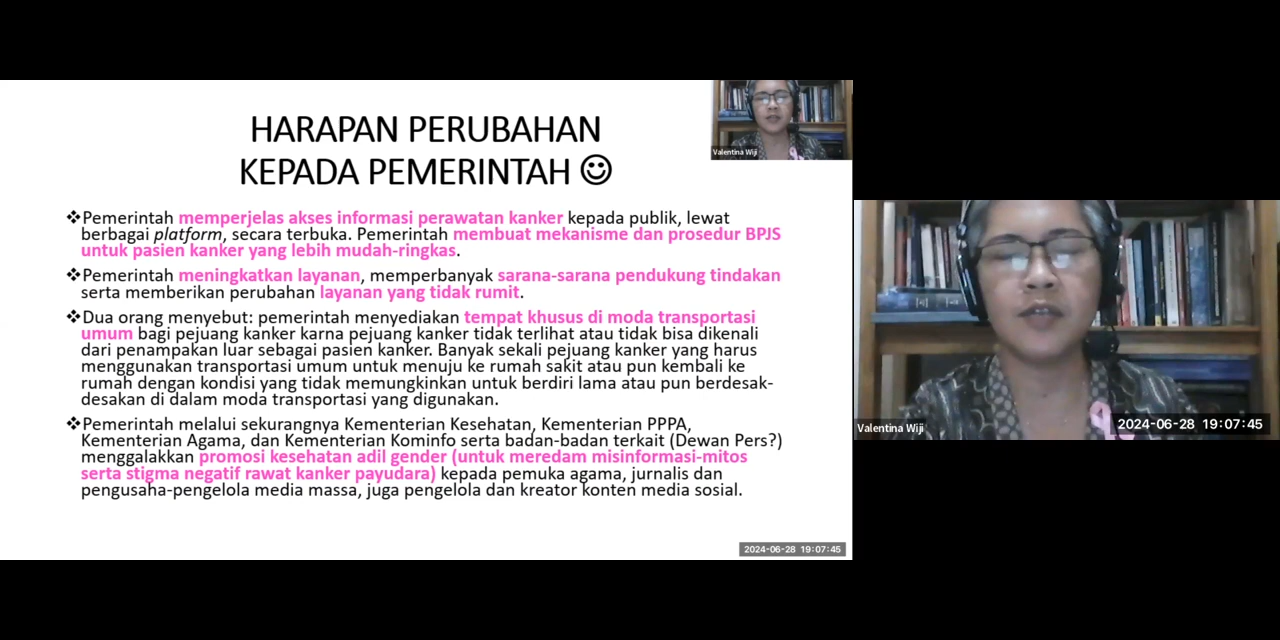 HARAPAN PERUBAHAN
KEPADA PEMERINTAH ☺
Valentina Wiji
❖Pemerintah memperjelas akses informasi perawatan kanker kepada publik, lewat
berbagai platform, secara terbuka. Pemerintah membuat mekanisme dan prosedur BPJS
untuk pasien kanker yang lebih mudah-ringkas.
❖Pemerintah meningkatkan layanan, memperbanyak sarana-sarana pendukung tindakan
serta memberikan perubahan layanan yang tidak rumit.
❖Dua orang menyebut: pemerintah menyediakan tempat khusus di moda transportasi
umum bagi pejuang kanker karna pejuang kanker tidak terlihat atau tidak bisa dikenali
dari penampakan luar sebagai pasien kanker. Banyak sekali pejuang kanker yang harus
menggunakan transportasi umum untuk menuju ke rumah sakit atau pun kembali ke
rumah dengan kondisi yang tidak memungkinkan untuk berdiri lama atau pun berdesak-
desakan di dalam moda transportasi yang digunakan.
❖Pemerintah melalui sekurangnya Kementerian Kesehatan, Kementerian PPPA,
Kementerian Agama, dan Kementerian Kominfo serta badan-badan terkait (Dewan Pers?)
menggalakkan promosi kesehatan adil gender (untuk meredam misinformasi-mitos
serta stigma negatif rawat kanker payudara) kepada pemuka agama, jurnalis dan
pengusaha-pengelola media massa, juga pengelola dan kreator konten media sosial.
2024-06-28 19:07:45
Valentina Wiji
2024-06-28 19:07:45